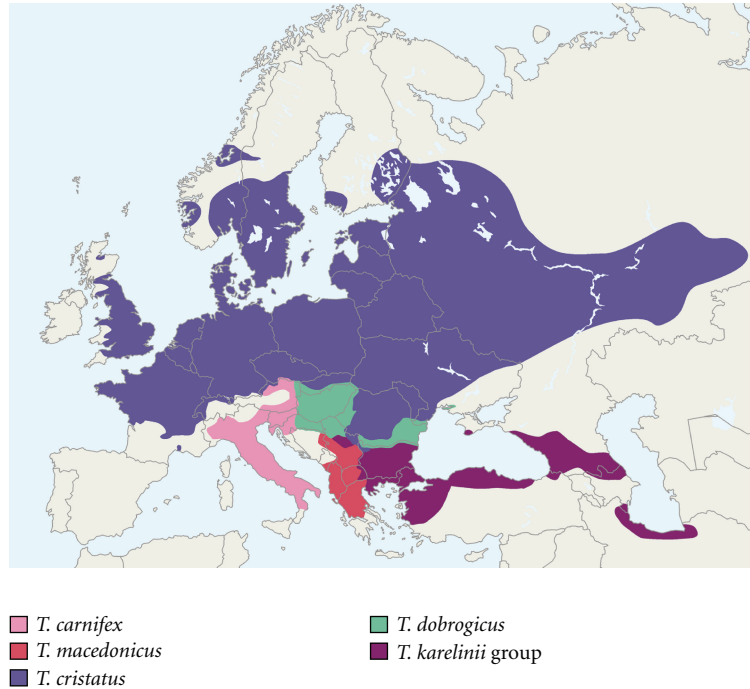 T. carnifex
T. macedonicus
T. cristatus
T. dobrogicus
T. karelinii group